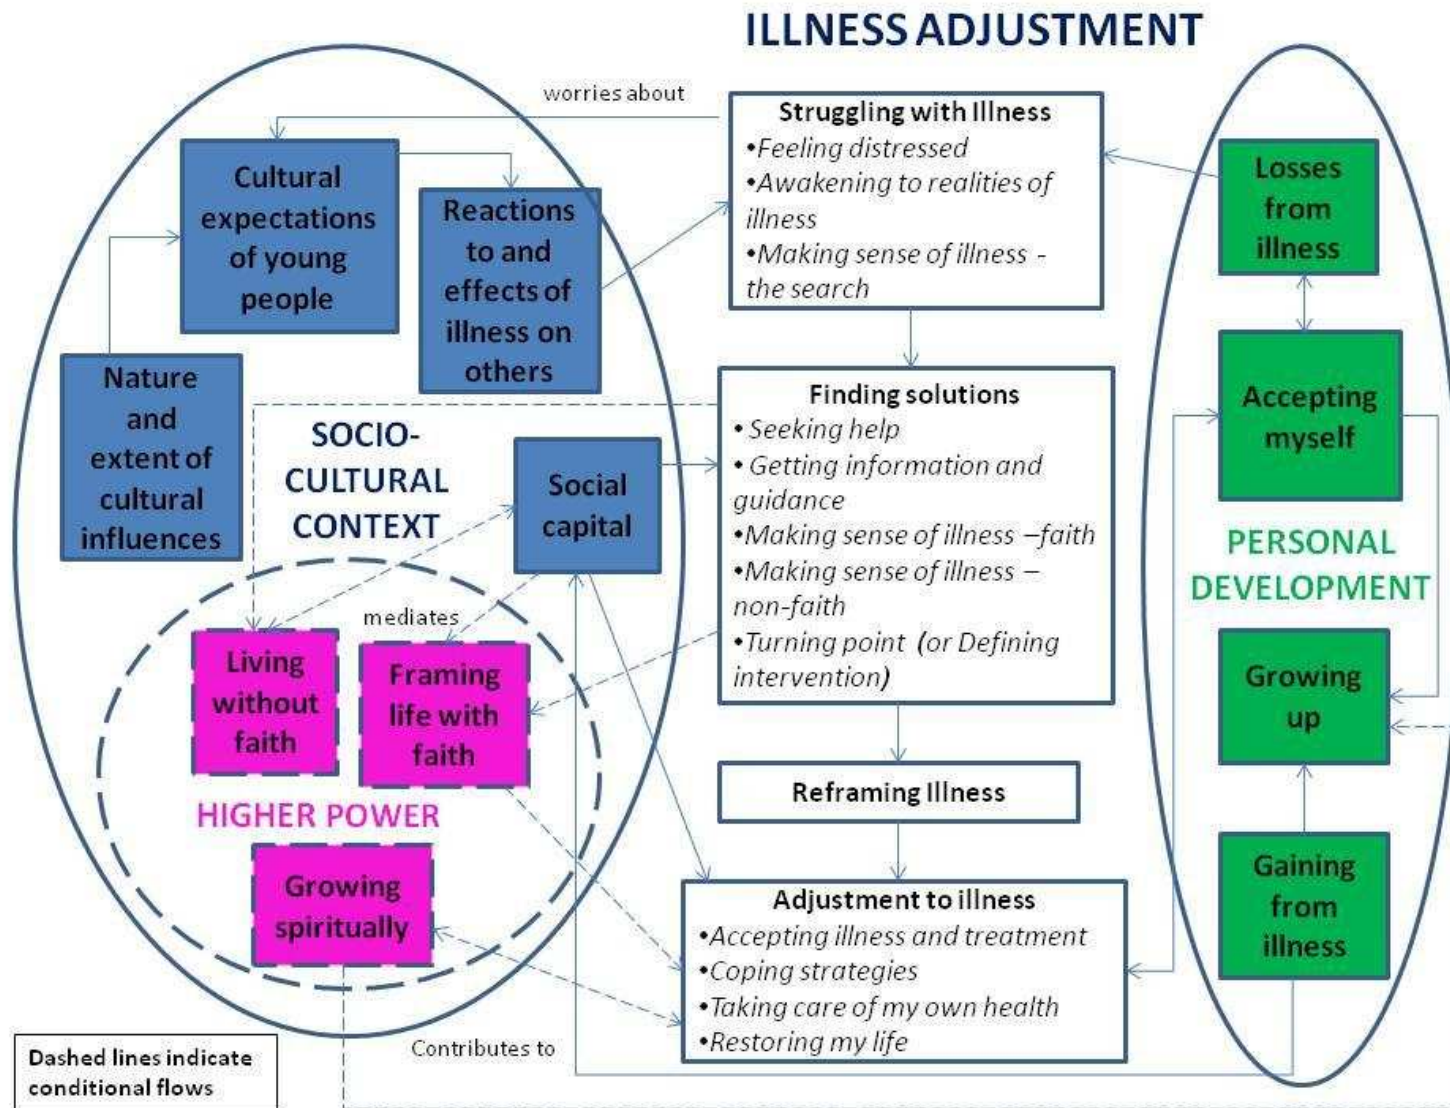 ILLNESS ADJUSTMENT
worries about
Struggling with Illness
•Feeling distressed
•Awakening to realities of
illness
•Making sense of illness -
the search
Cultural
expectations
of young
people
Reactions
to and
effects of
illness on
others
Nature
and
extent of
cultural
influences
SOCIO-
CULTURAL
CONTEXT
Social
capital
Finding solutions
• Seeking help
• Getting information and
guidance
•Making sense of illness –faith
•Making sense of illness –
non-faith
•Turning point (or Defining
intervention)
mediates
Living
without
faith
Framing
life with
faith
HIGHER POWER
Growing
spiritually
Reframing Illness
Adjustment to illness
•Accepting illness and treatment
•Coping strategies
•Taking care of my own health
•Restoring my life
Losses
from
illness
Accepting
myself
PERSONAL
DEVELOPMENT
Growing
up
Gaining
from
illness
Contributes to
Dashed lines indicate
conditional flows